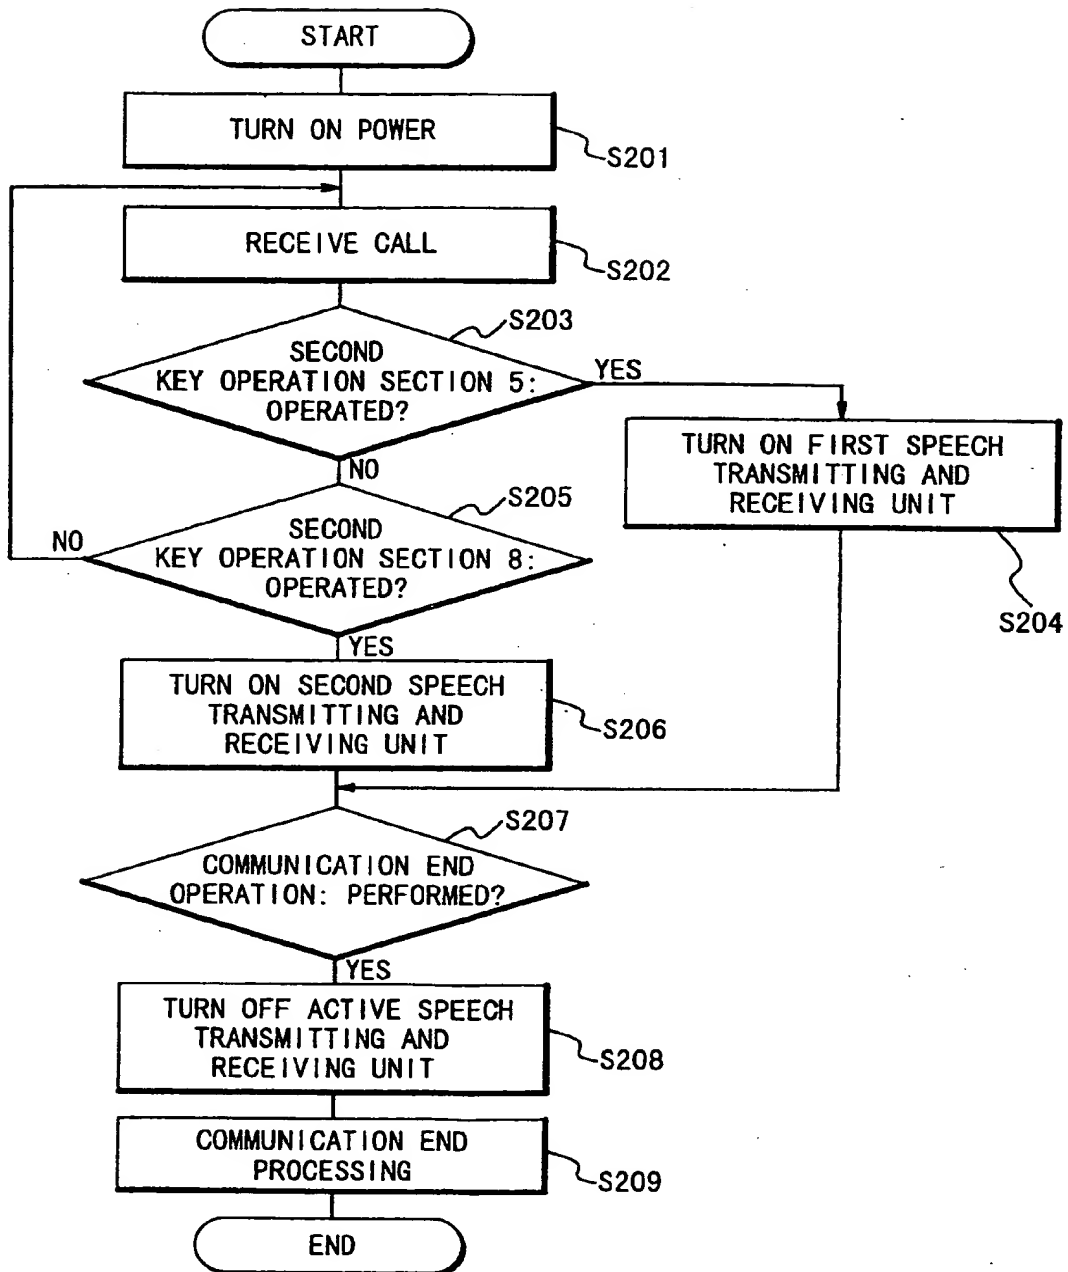 START
TURN ON POWER
S201
RECEIVE CALL
S202
S203
SECOND
KEY OPERATION SECTION 5:
OPERATED?
YES
TURN ON FIRST SPEECH
TRANSMITTING AND
RECEIVING UNIT
S204
NO
S205
SECOND
KEY OPERATION SECTION 8:
OPERATED?
NO
YES
TURN ON SECOND SPEECH
TRANSMITTING AND
RECEIVING UNIT
S206
S207
COMMUNICATION END
OPERATION: PERFORMED?
YES
TURN OFF ACTIVE SPEECH
TRANSMITTING AND
RECEIVING UNIT
S208
COMMUNICATION END
PROCESSING
S209
END